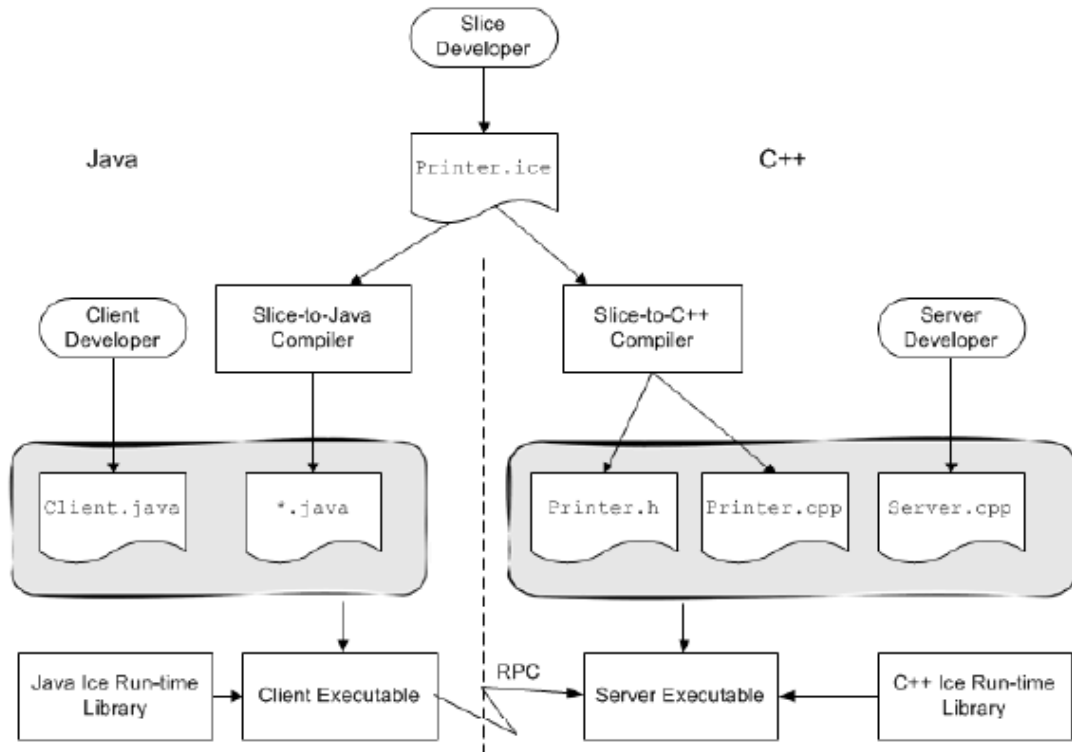 Slice
Developer
Java
Printer.ice
C++
Client
Developer
Slice-to-Java
Compiler
Slice-to-C++
Compiler
Server
Developer
Client.java
*.java
Printer.h
Printer.cpp
Server.cpp
Java Ice Run-time
Library
Client Executable
RPC
Server Executable
C++ Ice Run-time
Library